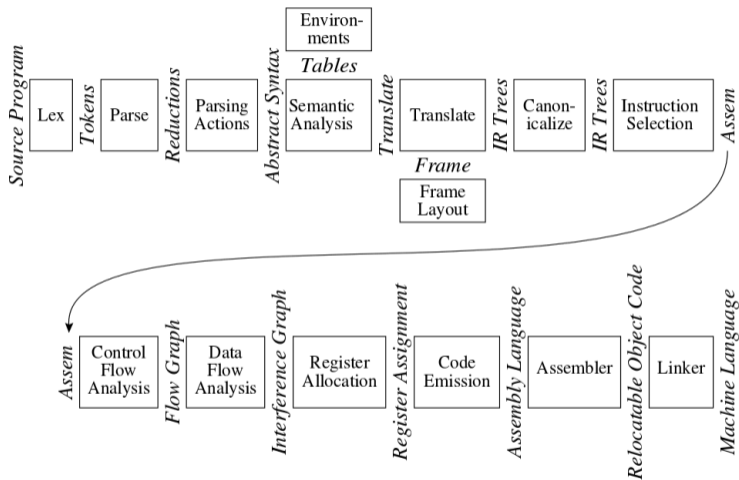 Environ-
ments
Tables
Source Program
Lex
Tokens
Parse
Reductions
Parsing
Actions
Abstract Syntax
Semantic
Analysis
Translate
Translate
IR Trees
Canon-
icalize
IR Trees
Instruction
Selection
Assem
Frame
Frame
Layout
Assem
Control
Flow
Analysis
Flow Graph
Data
Flow
Analysis
Interference Graph
Register
Allocation
Register Assignment
Code
Emission
Assembly Language
Assembler
Relocatable Object Code
Linker
Machine Language